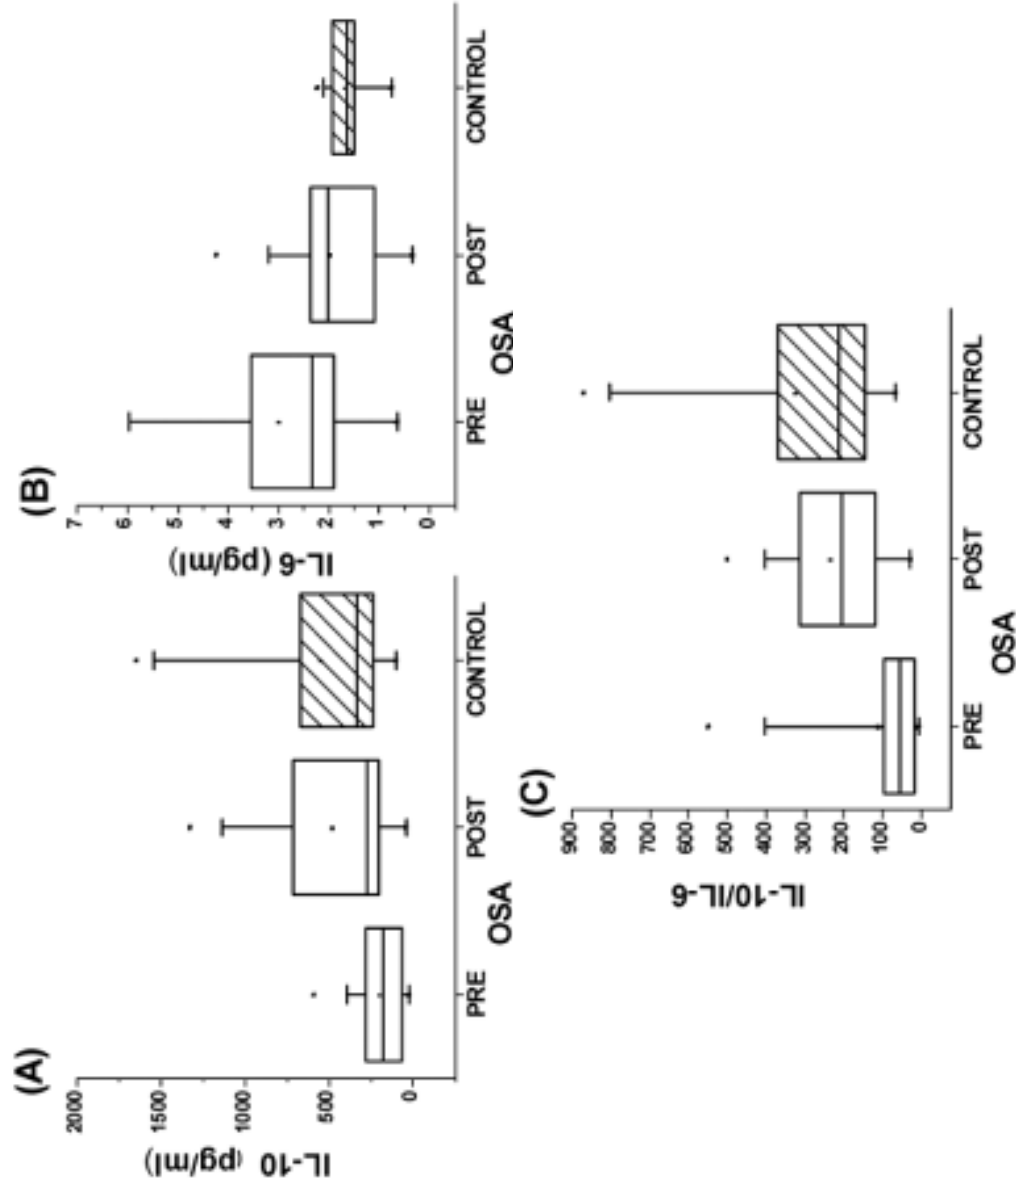 (A)
IL-10 (pg/ml)
2000
1500
1000
500
0
PRE
POST
CONTROL
OSA
(B)
IL-6 (pg/ml)
7
6
5
4
3
2
1
0
PRE
POST
CONTROL
OSA
(C)
IL-10/IL-6
900
800
700
600
500
400
300
200
100
0
PRE
POST
CONTROL
OSA